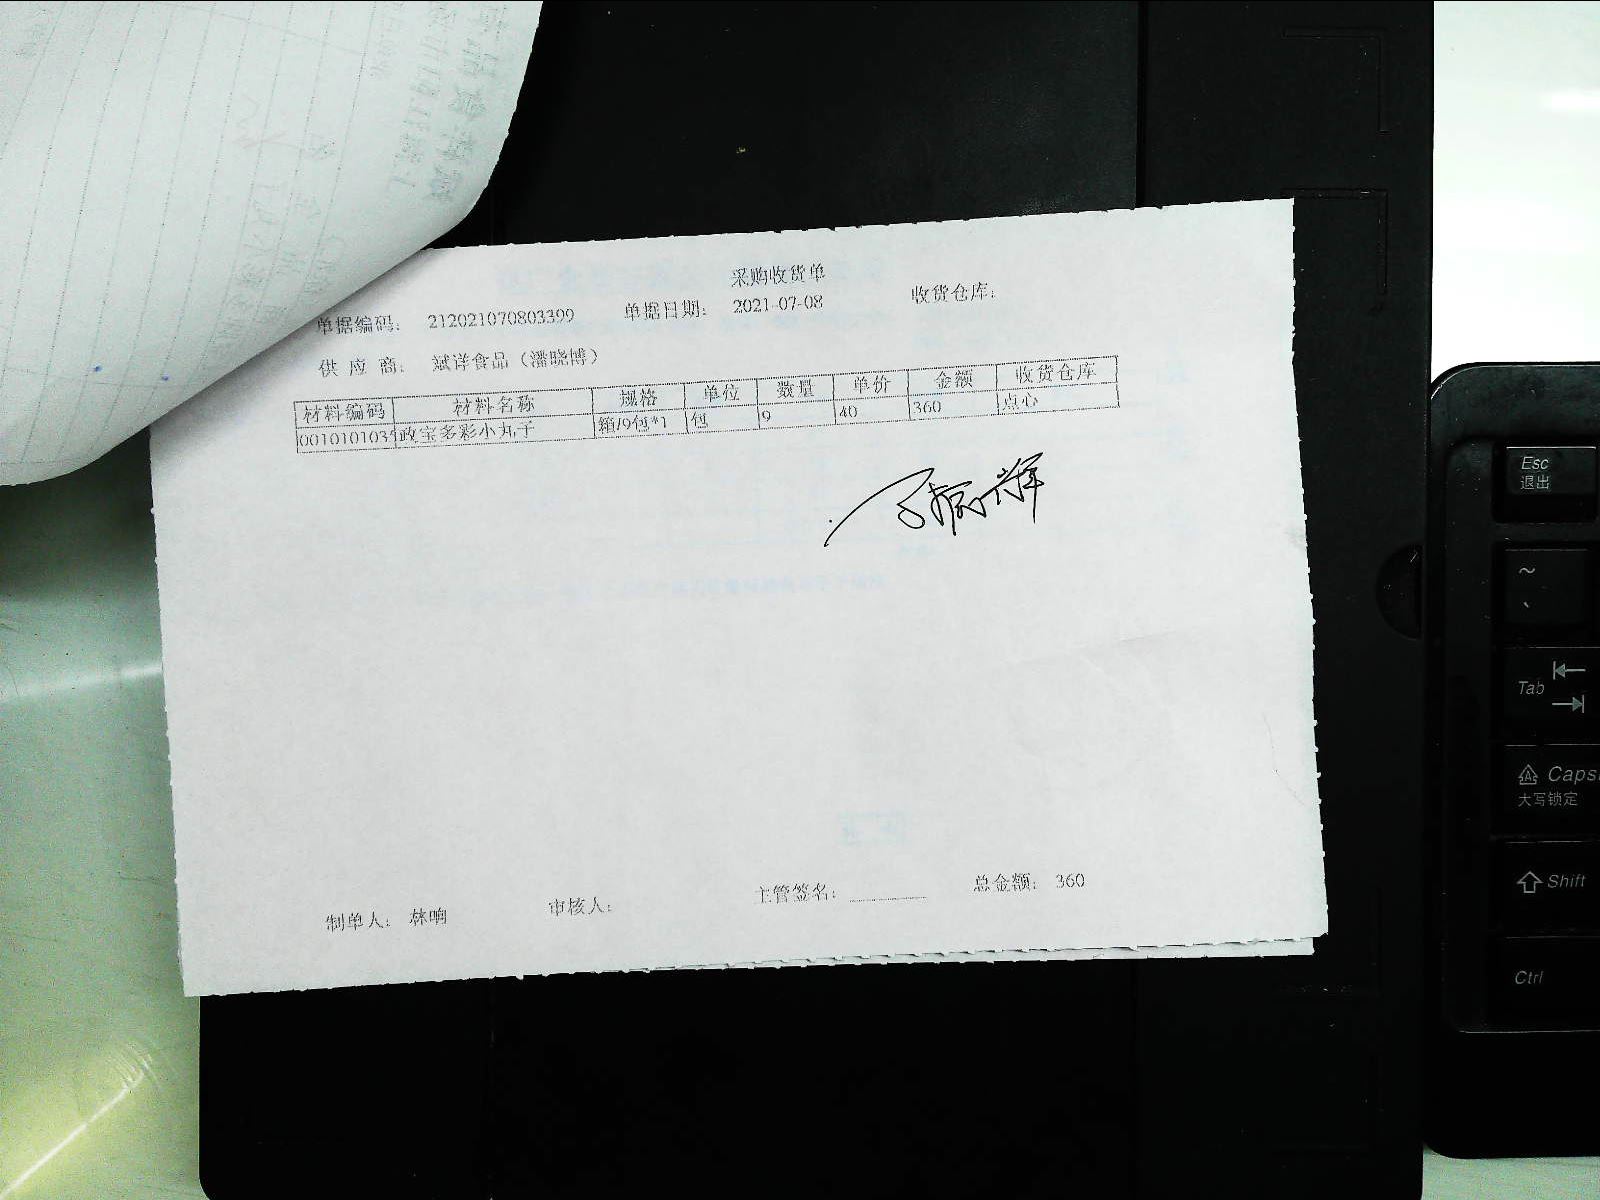 采购收货单
单据编码： 212021070803399 单据日期： 2021-07-08 收货仓库：
供 应 商： 斌洋食品（潘晓博）
材料编码 材料名称 规格 单位 数量 单价 金额 收货仓库
001010103 政宝多彩小丸子 箱/9包*1 包 9 40 360 点心
制单人： 林响 审核人： 主管签名： 总金额： 360
Esc
退出
~
Tab
Caps
大写锁定
Shift
Ctrl